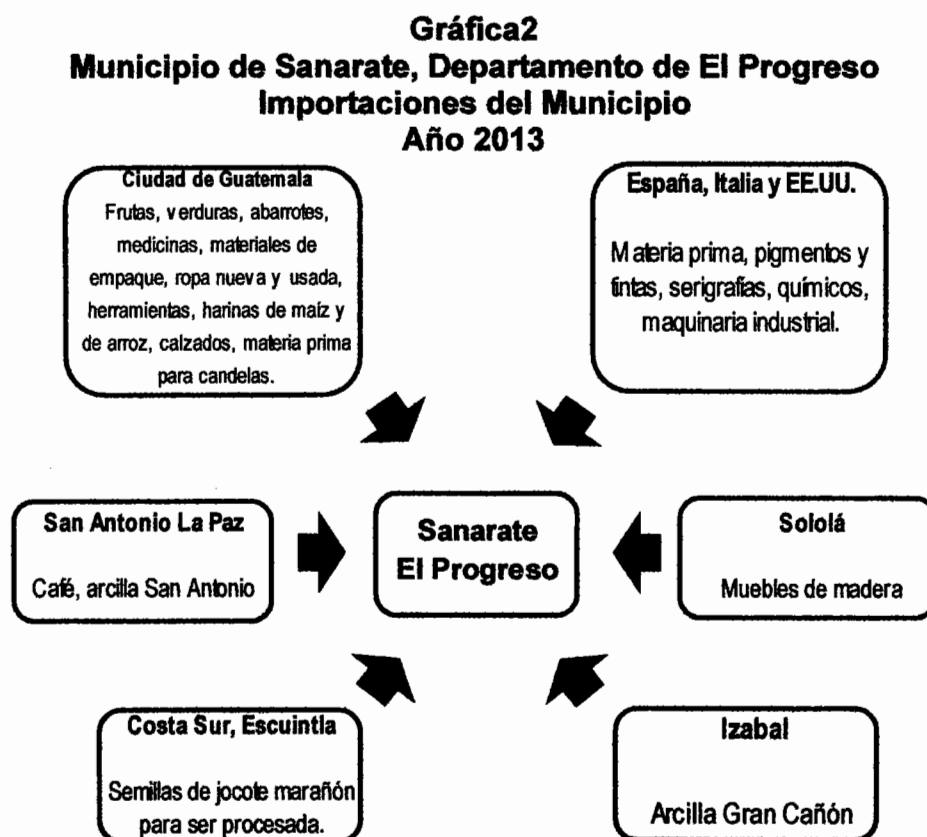 Gráfica2
Municipio de Sanarate, Departamento de El Progreso
Importaciones del Municipio
Año 2013
Ciudad de Guatemala
Frutas, verduras, abarrotes,
medicinas, materiales de
empaque, ropa nueva y usada,
herramientas, harinas de maíz y
de arroz, calzados, materia prima
para candelas.
España, Italia y EE.UU.
Materia prima, pigmentos y
tintas, serigrafías, químicos,
maquinaria industrial.
San Antonio La Paz
Café, arcilla San Antonio
Sanarate
El Progreso
Sololá
Muebles de madera
Costa Sur, Escuintla
Semillas de jocote marañón
para ser procesada.
Izabal
Arcilla Gran Cañón